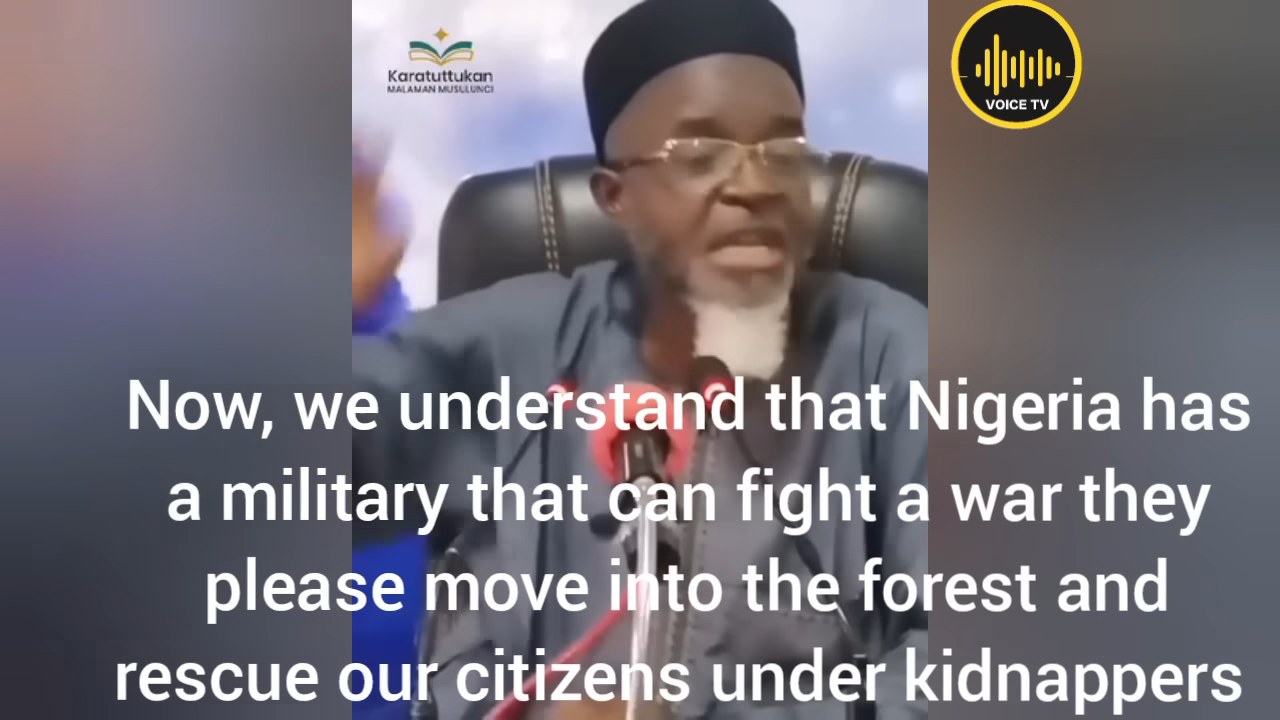 Karatuttukan
MALAMAN MUSULUNCI
VOICE TV
Now, we understand that Nigeria has
a military that can fight a war they
please move into the forest and
rescue our citizens under kidnappers